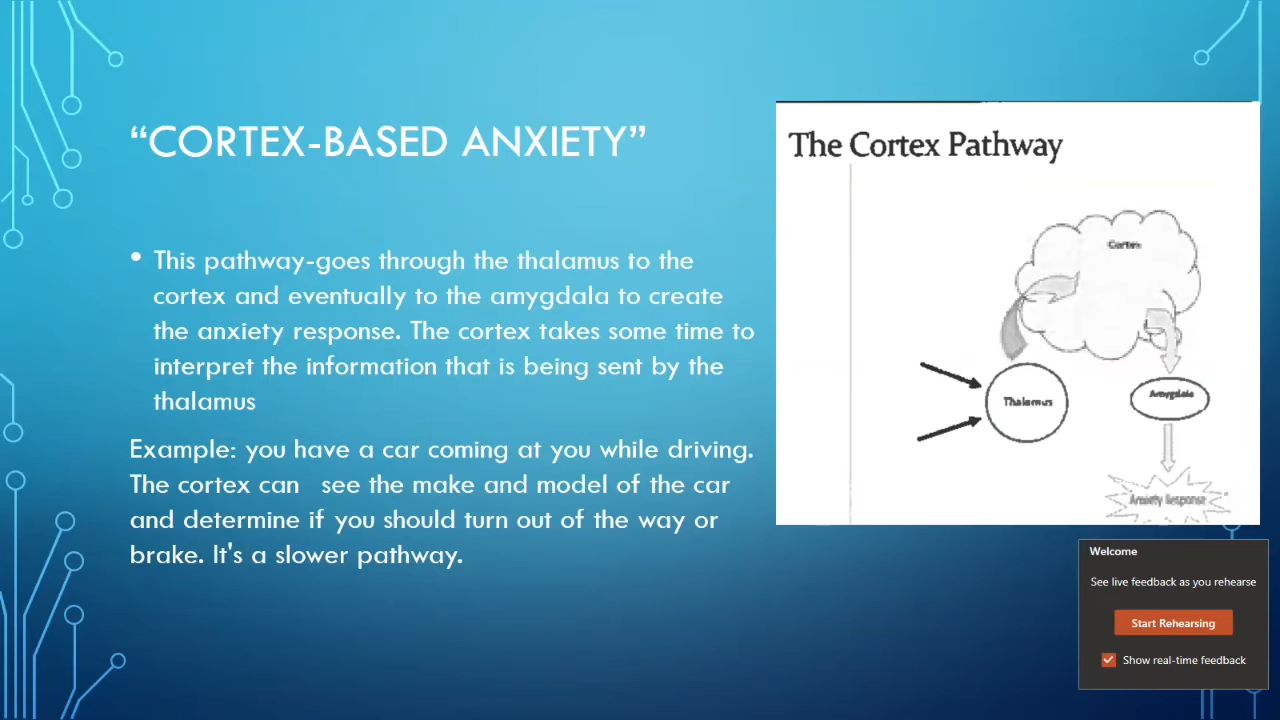 “CORTEX-BASED ANXIETY”
• This pathway-goes through the thalamus to the
cortex and eventually to the amygdala to create
the anxiety response. The cortex takes some time to
interpret the information that is being sent by the
thalamus
Example: you have a car coming at you while driving.
The cortex can see the make and model of the car
and determine if you should turn out of the way or
brake. It's a slower pathway.
The Cortex Pathway
Cortex
Thalamus
Amygdala
Anxiety Response
Welcome
See live feedback as you rehearse
Start Rehearsing
Show real-time feedback